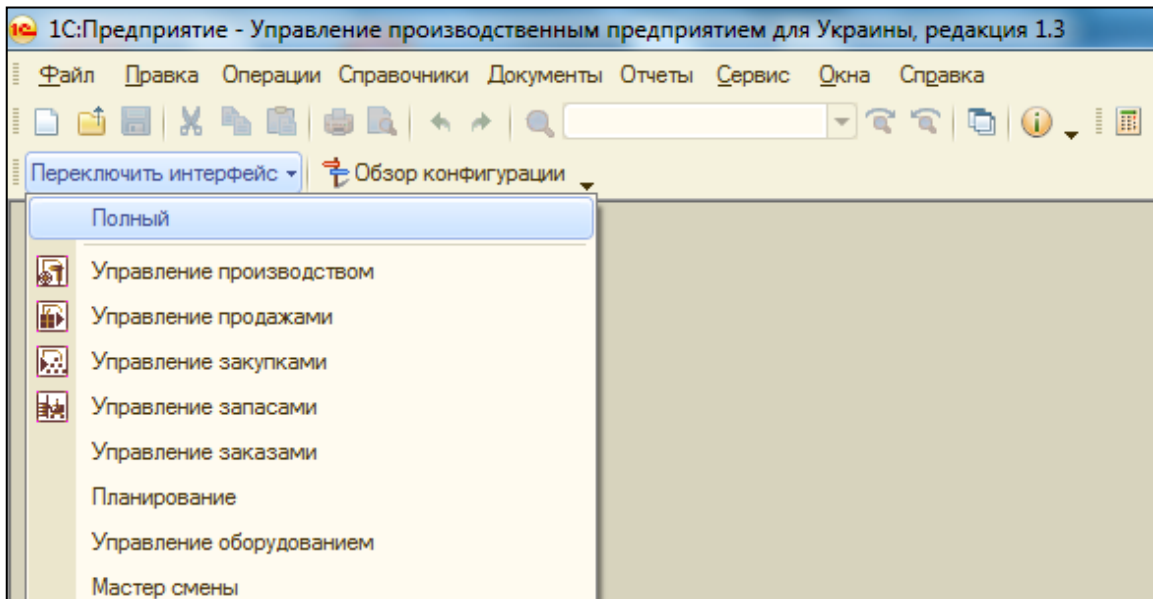 1С:Предприятие - Управление производственным предприятием для Украины, редакция 1.3
Файл Правка Операции Справочники Документы Отчеты Сервис Окна Справка
Переключить интерфейс Обзор конфигурации
Полный
Управление производством
Управление продажами
Управление закупками
Управление запасами
Управление заказами
Планирование
Управление оборудованием
Мастер смены